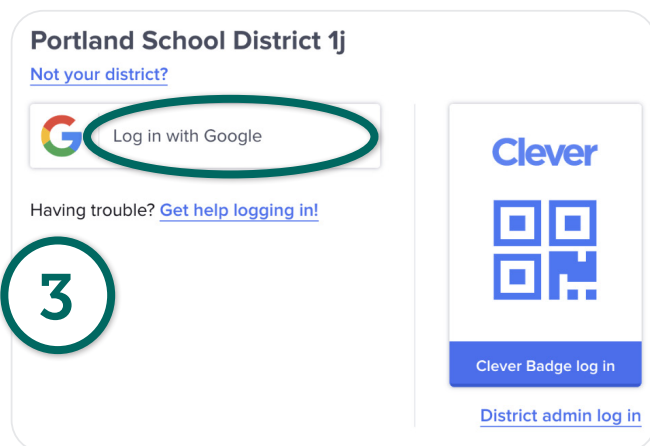 Portland School District 1j
Not your district?
Log in with Google
Having trouble? Get help logging in!
3
Clever
Clever Badge log in
District admin log in